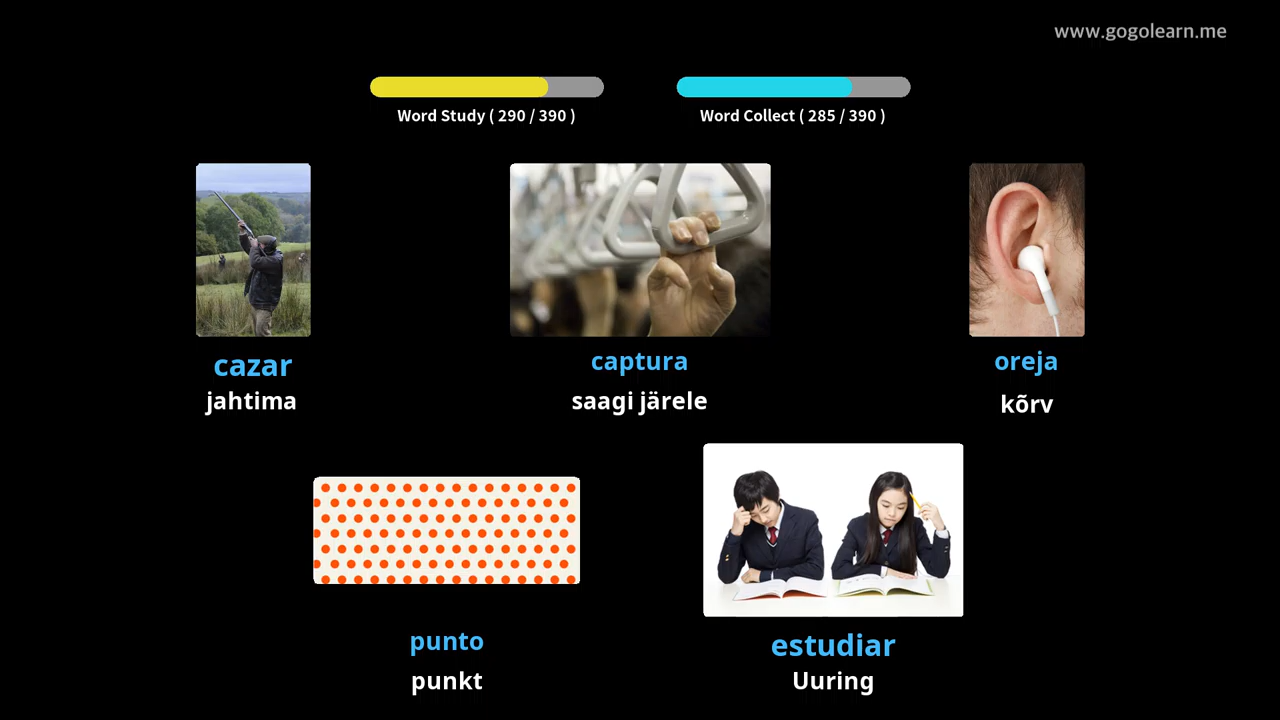 www.gogolearn.me
Word Study ( 290 / 390 )
Word Collect ( 285 / 390 )
cazar
jahtima
captura
saagi järele
oreja
kõrv
punto
punkt
estudiar
Uuring